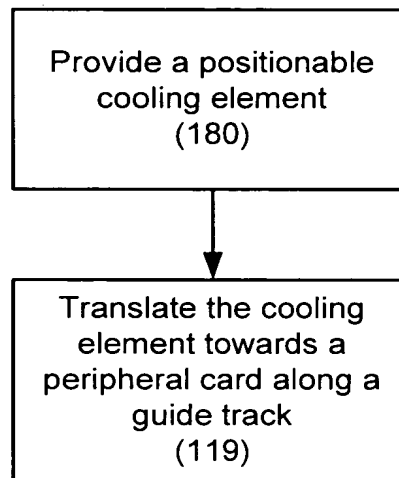 Provide a positionable
cooling element
(180)
Translate the cooling
element towards a
peripheral card along a
guide track
(119)